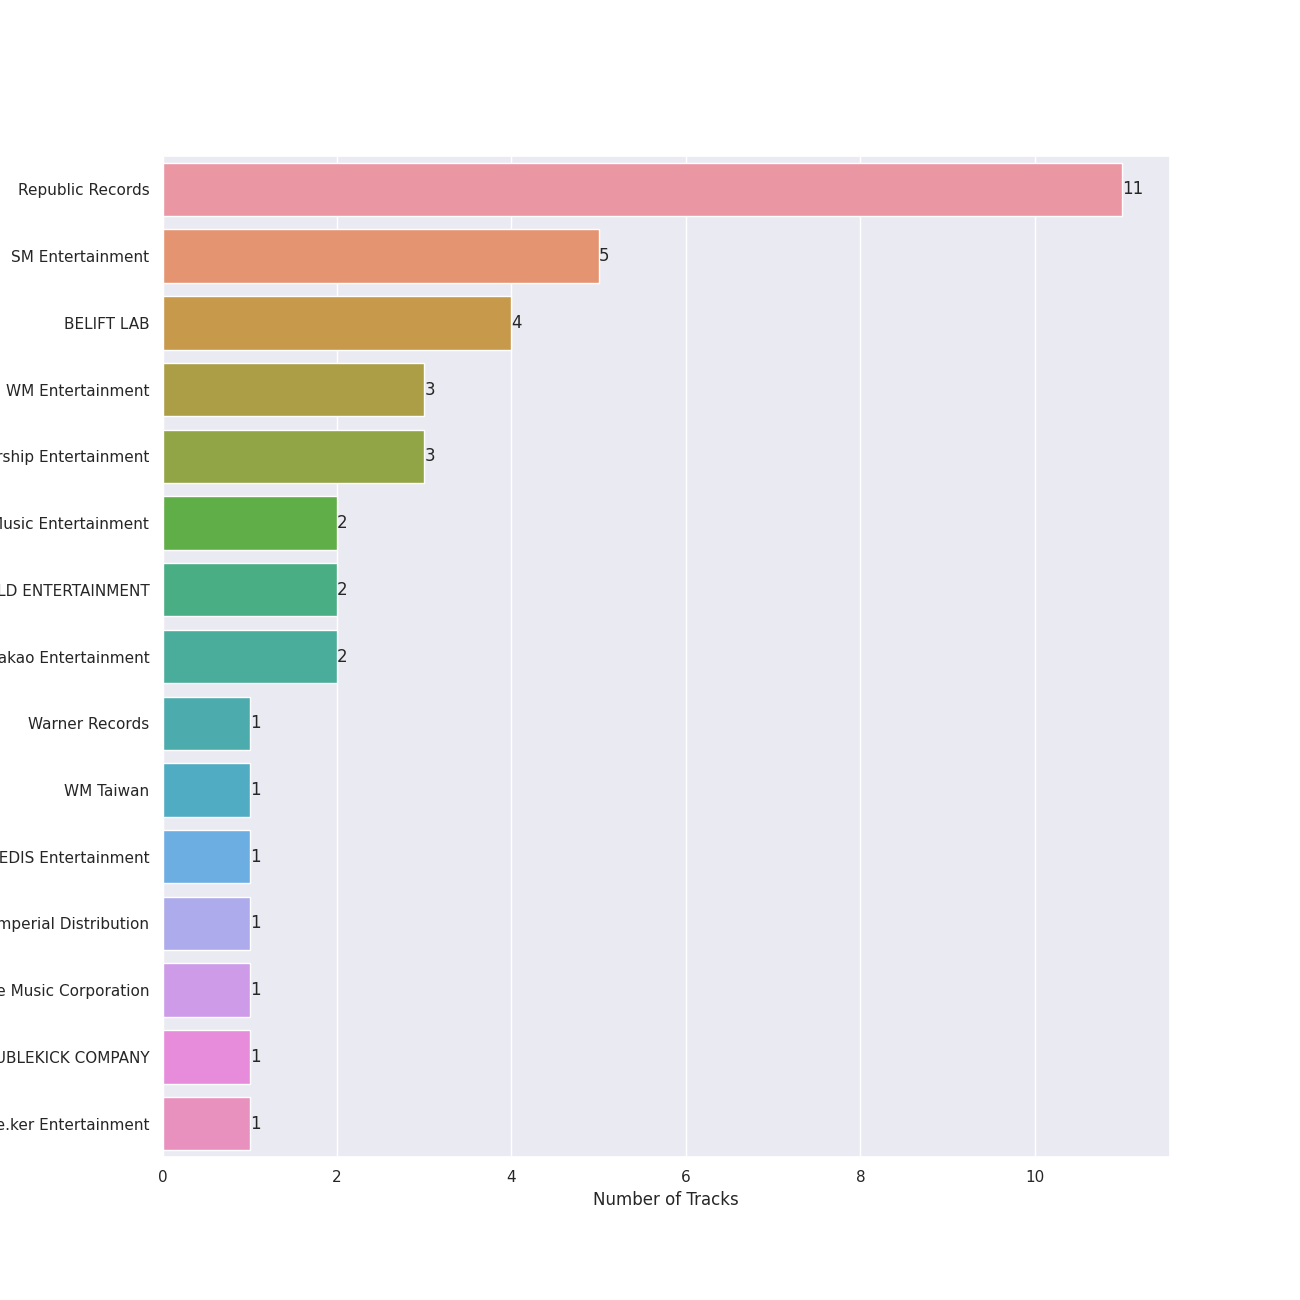 Republic Records
11
SM Entertainment
5
BELIFT LAB
4
WM Entertainment
3
rship Entertainment
3
Music Entertainment
2
LD ENTERTAINMENT
2
akao Entertainment
2
Warner Records
1
WM Taiwan
1
EDIS Entertainment
1
mperial Distribution
1
e Music Corporation
1
UBLEKICK COMPANY
1
e.ker Entertainment
1
0 2 4 6 8 10
Number of Tracks